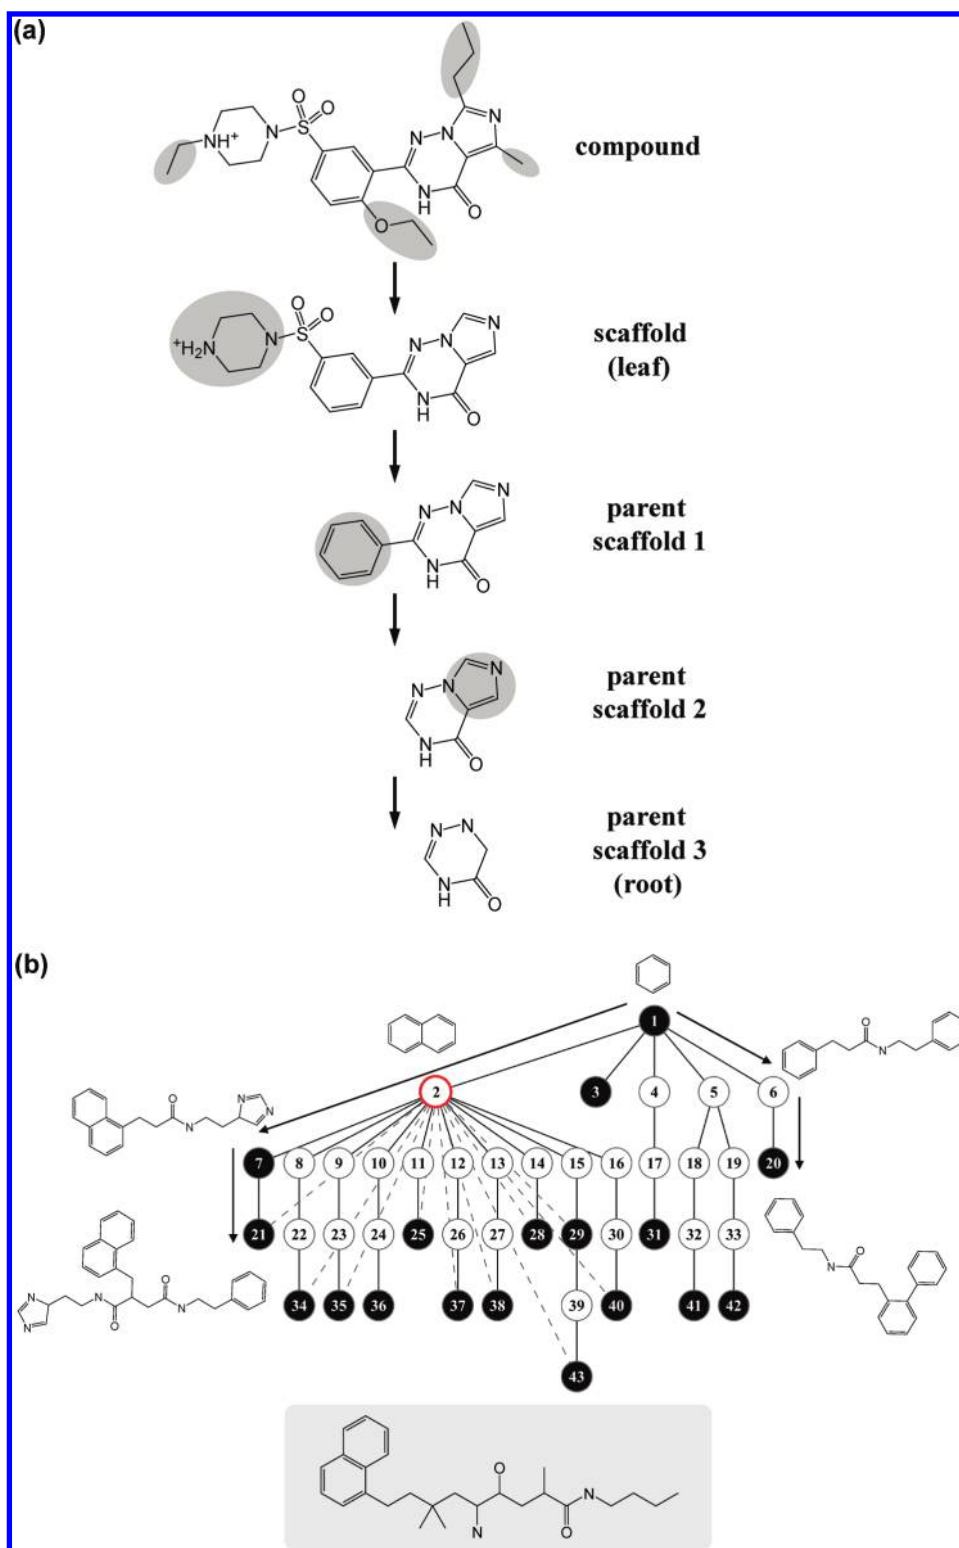 (a)
O
O
N
NH+
N
S
N
N
compound
N
H
O
O
O
O
N
N
S
N
N
+H2N
scaffold
(leaf)
N
H
O
N
N
N
parent
scaffold 1
N
H
O
N
N
N
parent
scaffold 2
N
H
O
N
N
parent
scaffold 3
(root)
N
H
O
(b)
1
O
N
2
3
4
5
6
O
N
N
N
7
8
9
10
11
12
13
14
15
16
17
18
19
20
21
22
23
24
25
26
27
28
29
30
31
32
33
N
O
N
N
H
N
O
O
N
H
34
35
36
37
38
39
40
41
42
43
O
N
O
N